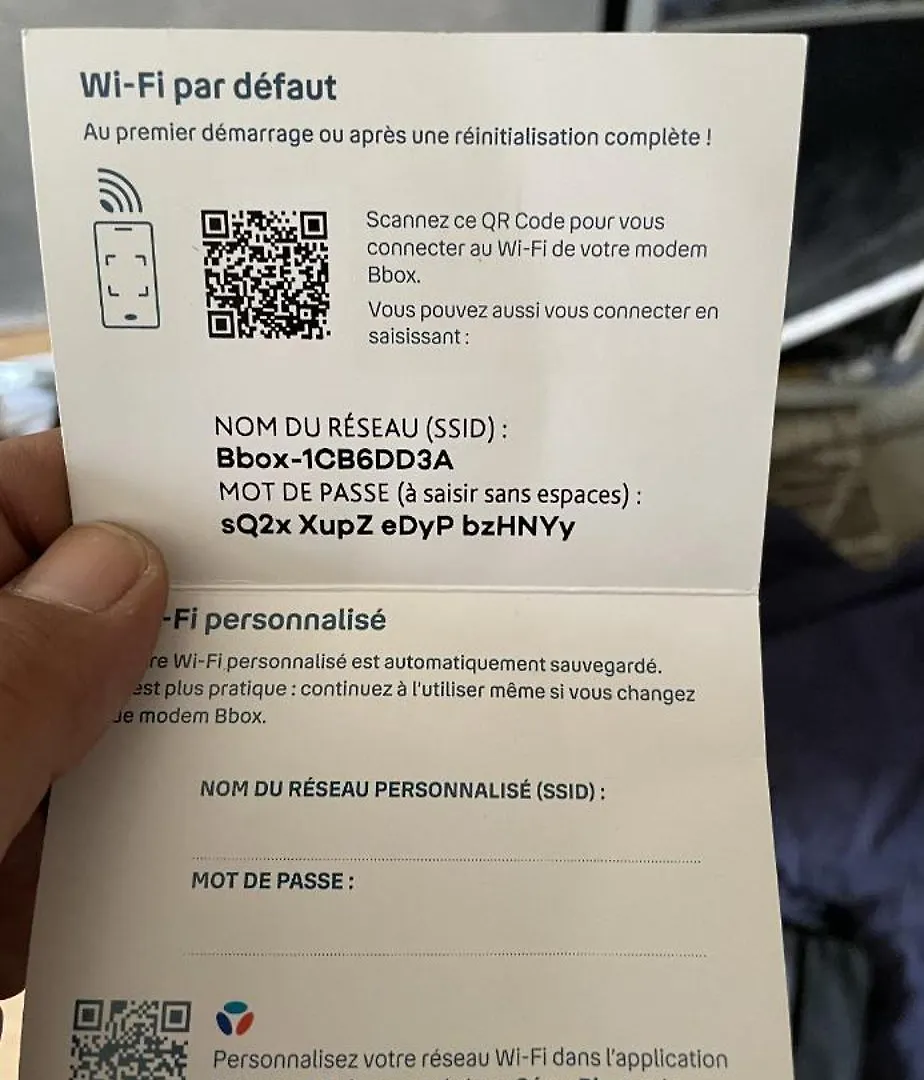 Wi-Fi par défaut
Au premier démarrage ou après une réinitialisation complète !
Scannez ce QR Code pour vous
connecter au Wi-Fi de votre modem
Bbox.
Vous pouvez aussi vous connecter en
saisissant :
NOM DU RÉSEAU (SSID) :
Bbox-1CB6DD3A
MOT DE PASSE (à saisir sans espaces) :
sQ2x XupZ eDyP bzHNYy
-Fi personnalisé
re Wi-Fi personnalisé est automatiquement sauvegardé.
est plus pratique : continuez à l'utiliser même si vous changez
de modem Bbox.
NOM DU RÉSEAU PERSONNALISÉ (SSID) :
MOT DE PASSE :
Personnalisez votre réseau Wi-Fi dans l'application